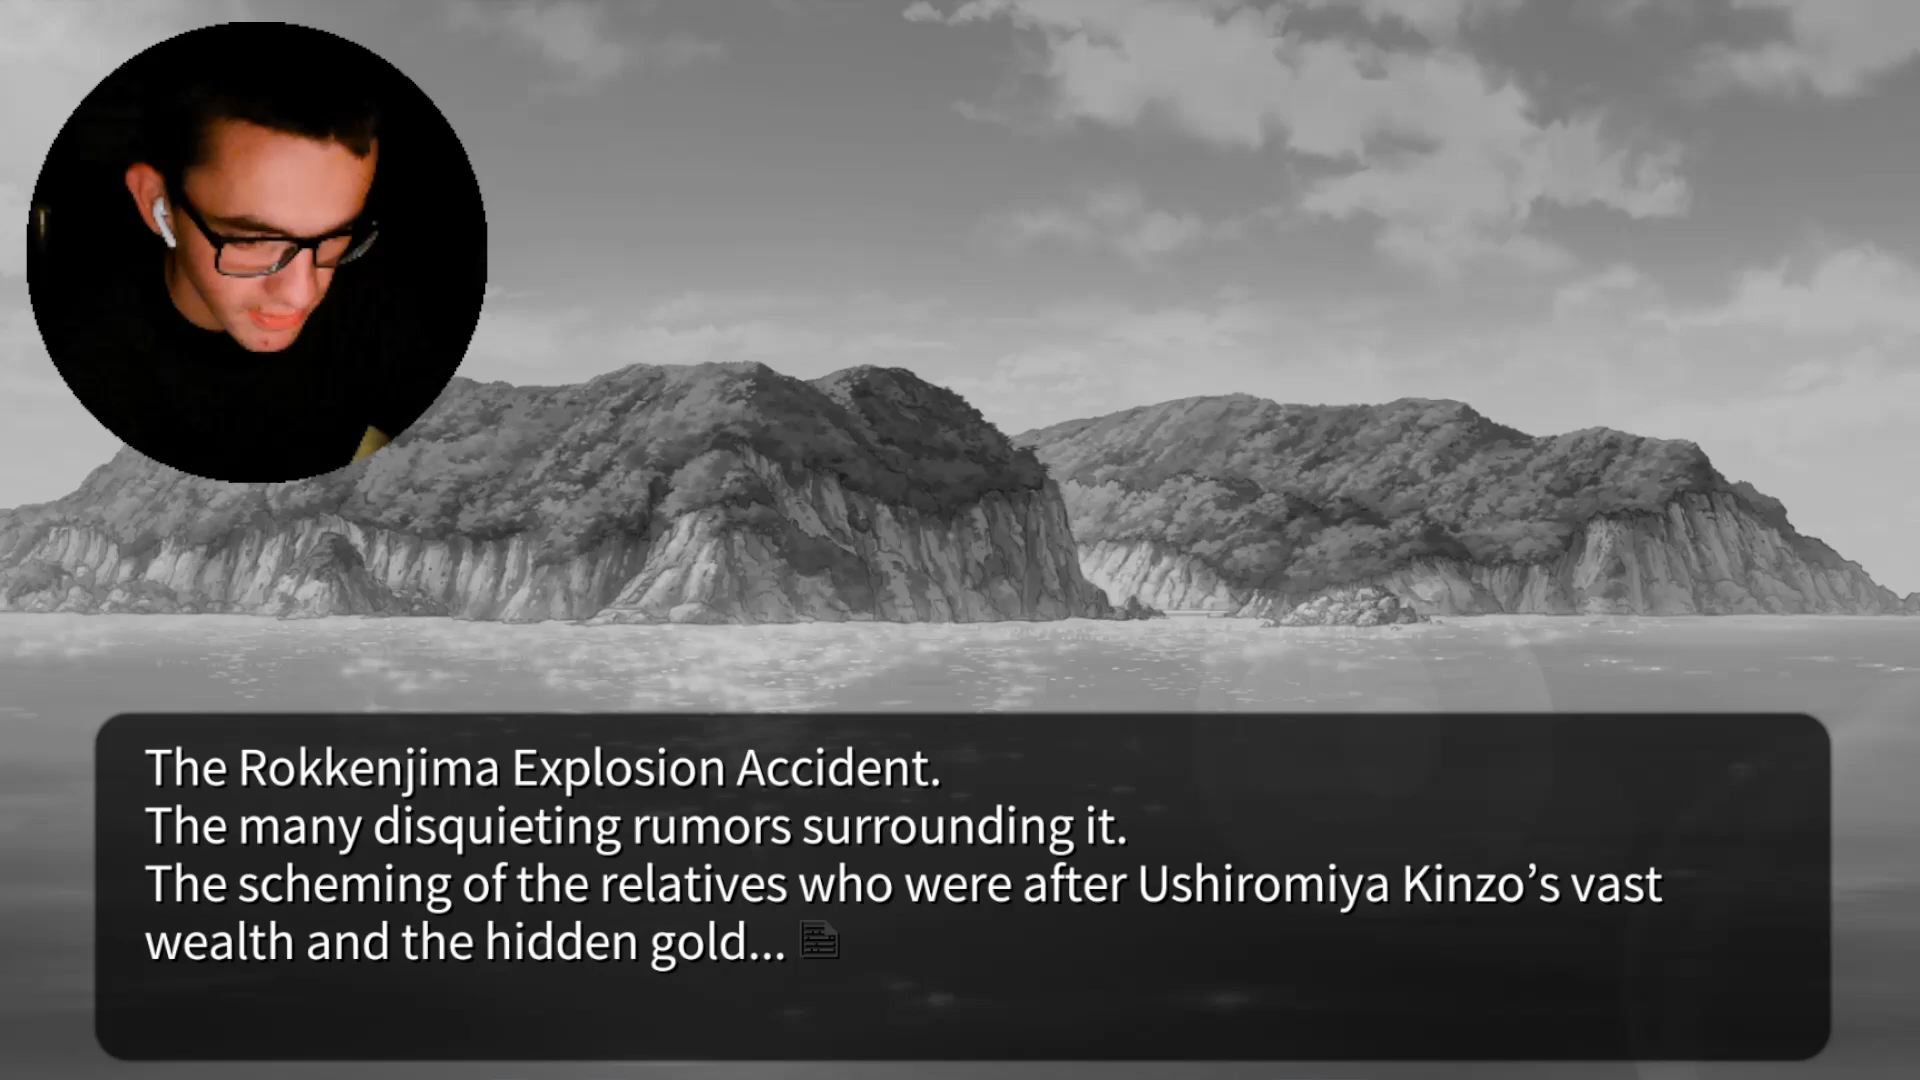 The Rokkenjima Explosion Accident.
The many disquieting rumors surrounding it.
The scheming of the relatives who were after Ushiromiya Kinzo’s vast
wealth and the hidden gold...